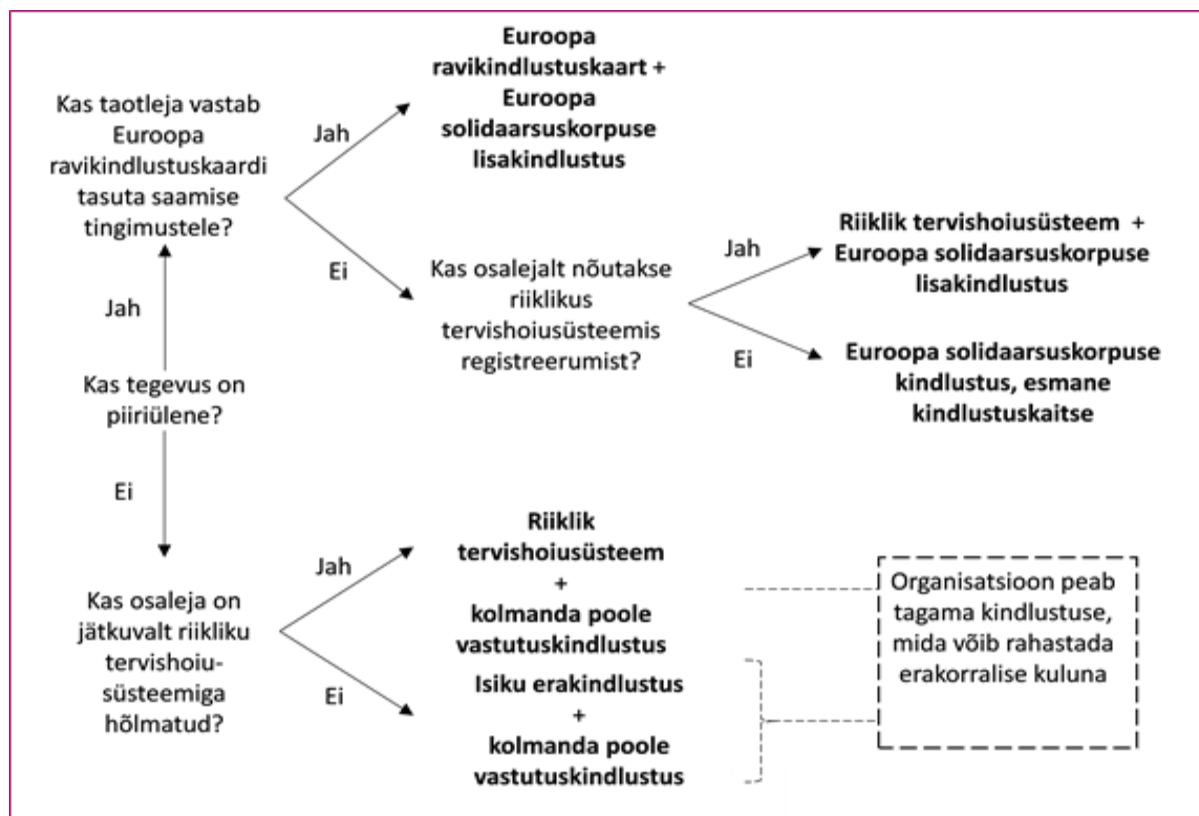 Euroopa
ravikindlustuskaart +
Euroopa
solidaarsuskorpuse
lisakindlustus
Kas taotleja vastab
Euroopa
ravikindlustuskaardi
tasuta saamise
tingimustele?
Jah
Ei
Kas osalejalt nõutakse
riiklikus
tervishoiusüsteemis
registreerumist?
Jah
Riiklik tervishoiusüsteem +
Euroopa solidaarsuskorpuse
lisakindlustus
Ei
Euroopa solidaarsuskorpuse
kindlustus, esmane
kindlustuskaitse
Jah
Kas tegevus on
piiriülene?
Ei
Kas osaleja on
jätkuvalt riikliku
tervishoiu-
süsteemiga
hõlmatud?
Jah
Riiklik
tervishoiusüsteem
+
kolmanda poole
vastutuskindlustus
Ei
Isiku erakindlustus
+
kolmanda poole
vastutuskindlustus
Organisatsioon peab
tagama kindlustuse,
mida võib rahastada
erakorralise kuluna